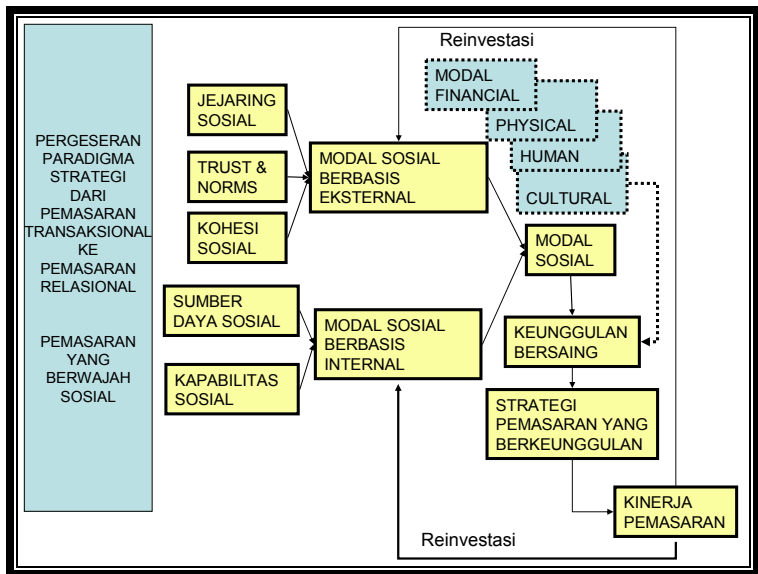 PERGESERAN
PARADIGMA
STRATEGI
DARI
PEMASARAN
TRANSAKSIONAL
KE
PEMASARAN
RELASIONAL
PEMASARAN
YANG
BERWAJAH
SOSIAL
Reinvestasi
JEJARING
SOSIAL
TRUST &
NORMS
KOHESI
SOSIAL
MODAL SOSIAL
BERBASIS
EKSTERNAL
MODAL
FINANCIAL
PHYSICAL
HUMAN
CULTURAL
SUMBER
DAYA SOSIAL
KAPABILITAS
SOSIAL
MODAL SOSIAL
BERBASIS
INTERNAL
MODAL
SOSIAL
KEUNGGULAN
BERSAING
STRATEGI
PEMASARAN YANG
BERKEUNGGULAN
KINERJA
PEMASARAN
Reinvestasi